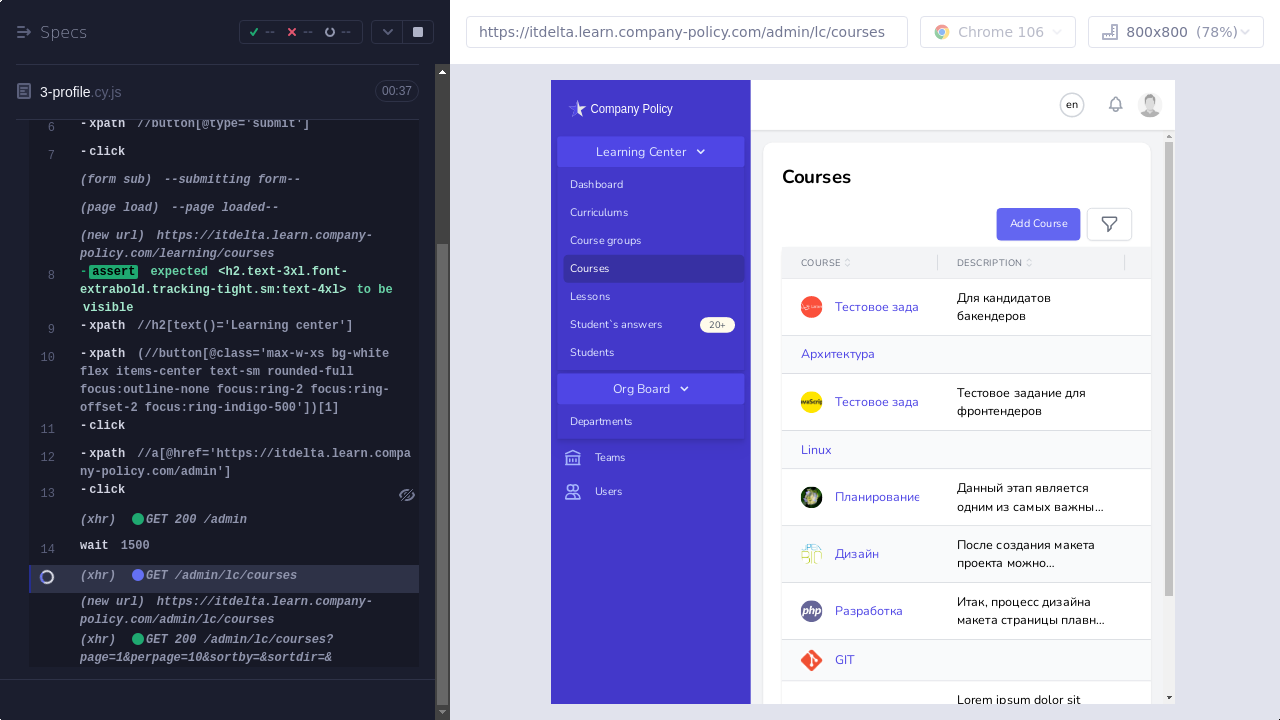 Specs
--
--
--
3-profile.cy.js
00:37
6 -xpath //button[@type='submit']
7 -click
(form sub) --submitting form--
(page load) --page loaded--
(new url) https://itdelta.learn.company-
policy.com/learning/courses
8 -assert expected <h2.text-3xl.font-
extrabold.tracking-tight.sm:text-4xl> to be
visible
9 -xpath //h2[text()='Learning center']
10 -xpath (//button[@class='max-w-xs bg-white
flex items-center text-sm rounded-full
focus:outline-none focus:ring-2 focus:ring-
offset-2 focus:ring-indigo-500'])[1]
11 -click
12 -xpath //a[@href='https://itdelta.learn.compa
ny-policy.com/admin']
13 -click
(xhr) GET 200 /admin
14 wait 1500
(xhr) GET /admin/lc/courses
(new url) https://itdelta.learn.company-
policy.com/admin/lc/courses
(xhr) GET 200 /admin/lc/courses?
page=1&perpage=10&sortby=&sortdir=&
https://itdelta.learn.company-policy.com/admin/lc/courses
Chrome 106
800x800 (78%)
Company Policy
en
Learning Center
Dashboard
Curriculums
Course groups
Courses
Lessons
Student`s answers 20+
Students
Org Board
Departments
Teams
Users
Courses
Add Course
COURSE DESCRIPTION
Тестовое зада
Для кандидатов
бакендеров
Архитектура
Тестовое зада
Тестовое задание для
фронтендеров
Linux
Планирование
Данный этап является
одним из самых важны...
Дизайн
После создания макета
проекта можно...
php
Разработка
Итак, процесс дизайна
макета страницы плавн...
GIT
Lorem ipsum dolor sit